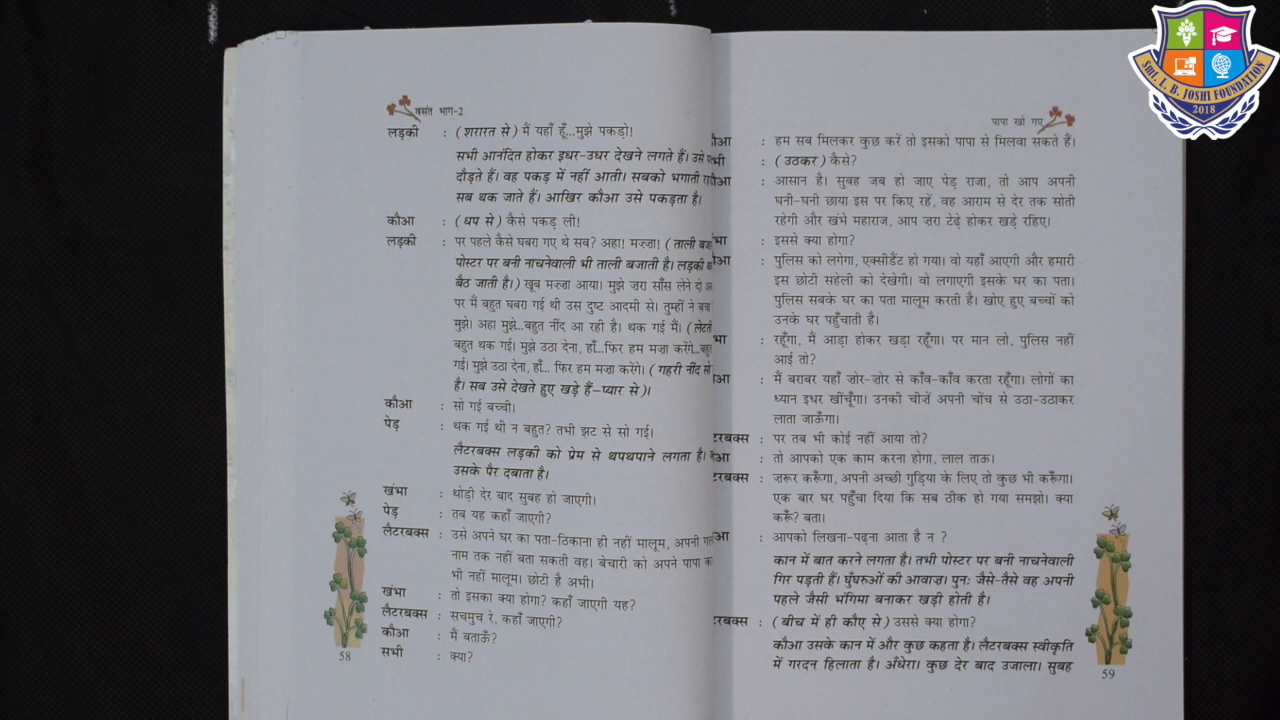 वसंत भाग-2
लड़की : (शरारत से) मैं यहाँ हूँ...मुझे पकड़ो!
सभी आनंदित होकर इधर-उधर देखने लगते हैं। उसे
दौड़ते हैं। वह पकड़ में नहीं आती। सबको भगाती
सब थक जाते हैं। आखिर कौआ उसे पकड़ता है।
कौआ : (धप से) कैसे पकड़ ली!
लड़की : पर पहले कैसे घबरा गए थे सब? अहा! मज़्ज़ा! (ताली
पोस्टर पर बनी नाचनेवाली भी ताली बजाती है। लड़की
बैठ जाती है।) खूब मज़्ज़ा आया। मुझे ज़रा साँस लेने दो
पर मैं बहुत घबरा गई थी उस दुष्ट आदमी से। तुम्हीं ने
मुझे। अहा मुझे...बहुत नींद आ रही है। थक गई मैं। (
बहुत थक गई। मुझे उठा देना, हाँ...फिर हम मज़ा करेंगे...
गई। मुझे उठा देना, हाँ... फिर हम मज़ा करेंगे। (गहरी नींद
है। सब उसे देखते हुए खड़े हैं–प्यार से)।
कौआ : सो गई बच्ची।
पेड़ : थक गई थी न बहुत? तभी झट से सो गई।
लैटरबक्स लड़की को प्रेम से थपथपाने लगता है।
उसके पैर दबाता है।
खंभा : थोड़ी देर बाद सुबह हो जाएगी।
पेड़ : तब यह कहाँ जाएगी?
लैटरबक्स : उसे अपने घर का पता-ठिकाना ही नहीं मालूम, अपनी
नाम तक नहीं बता सकती वह। बेचारी को अपने पापा
भी नहीं मालूम। छोटी है अभी।
खंभा : तो इसका क्या होगा? कहाँ जाएगी यह?
लैटरबक्स : सचमुच रे, कहाँ जाएगी?
कौआ : मैं बताऊँ?
सभी : क्या?
58
पापा खो गए
: हम सब मिलकर कुछ करें तो इसको पापा से मिलवा सकते हैं।
: (उठकर) कैसे?
: आसान है। सुबह जब हो जाए पेड़ राजा, तो आप अपनी
घनी-घनी छाया इस पर किए रहें, वह आराम से देर तक सोती
रहेगी और खंभे महाराज, आप ज़रा टेढ़े होकर खड़े रहिए।
: इससे क्या होगा?
: पुलिस को लगेगा, एक्सीडैंट हो गया। वो यहाँ आएगी और हमारी
इस छोटी सहेली को देखेगी। वो लगाएगी इसके घर का पता।
पुलिस सबके घर का पता मालूम करती है। खोए हुए बच्चों को
उनके घर पहुँचाती है।
: रहूँगा, मैं आड़ा होकर खड़ा रहूँगा। पर मान लो, पुलिस नहीं
आई तो?
: मैं बराबर यहाँ ज़ोर-ज़ोर से काँव-काँव करता रहूँगा। लोगों का
ध्यान इधर खींचूँगा। उनकी चीज़ें अपनी चोंच से उठा-उठाकर
लाता जाऊँगा।
: पर तब भी कोई नहीं आया तो?
: तो आपको एक काम करना होगा, लाल ताऊ।
: ज़रूर करूँगा, अपनी अच्छी गुड़िया के लिए तो कुछ भी करूँगा।
एक बार घर पहुँचा दिया कि सब ठीक हो गया समझो। क्या
करूँ? बता।
: आपको लिखना-पढ़ना आता है न ?
कान में बात करने लगता है। तभी पोस्टर पर बनी नाचनेवाली
गिर पड़ती हैं। घुँघरुओं की आवाज़। पुनः जैसे-तैसे वह अपनी
पहले जैसी भंगिमा बनाकर खड़ी होती है।
: (बीच में ही कौए से) उससे क्या होगा?
कौआ उसके कान में और कुछ कहता है। लैटरबक्स स्वीकृति
में गरदन हिलाता है। अँधेरा। कुछ देर बाद उजाला। सुबह
59
Smt. L. B. JOSHI FOUNDATION
2018